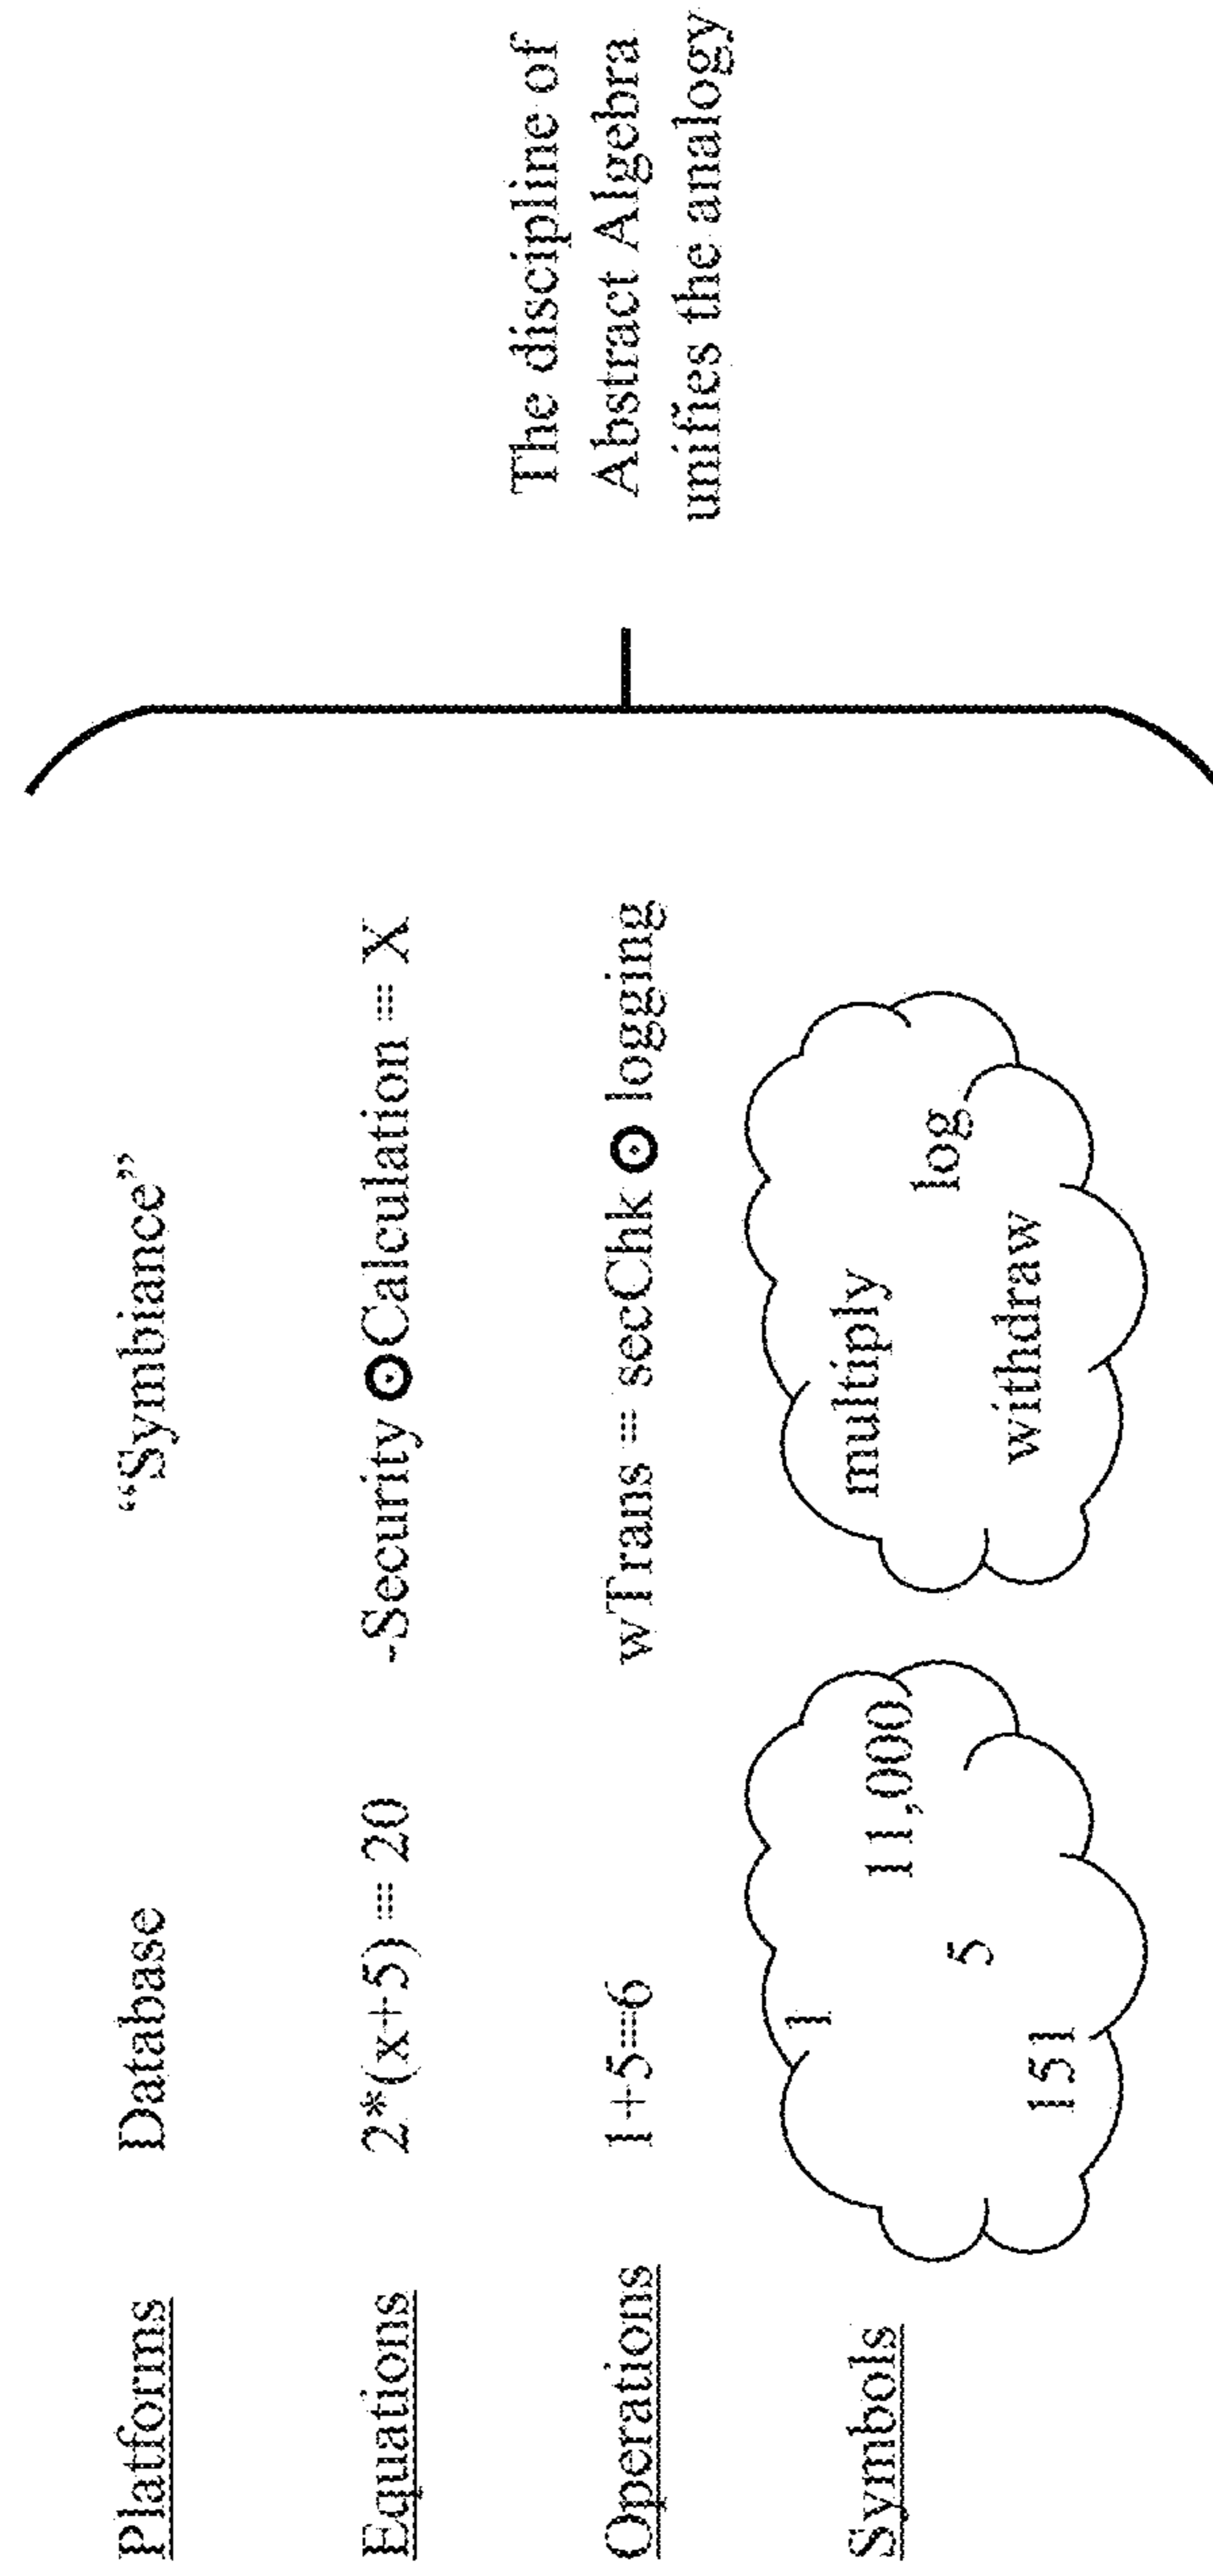 Platforms Database “Symbiance”
Equations 2*(x+5) = 20 -Security ⊙Calculation = X
Operations 1+5=6 wTrans = secChk ⊙ logging
Symbols
1
11,000
5
151
multiply
log
withdraw
The discipline of
Abstract Algebra
unifies the analogy